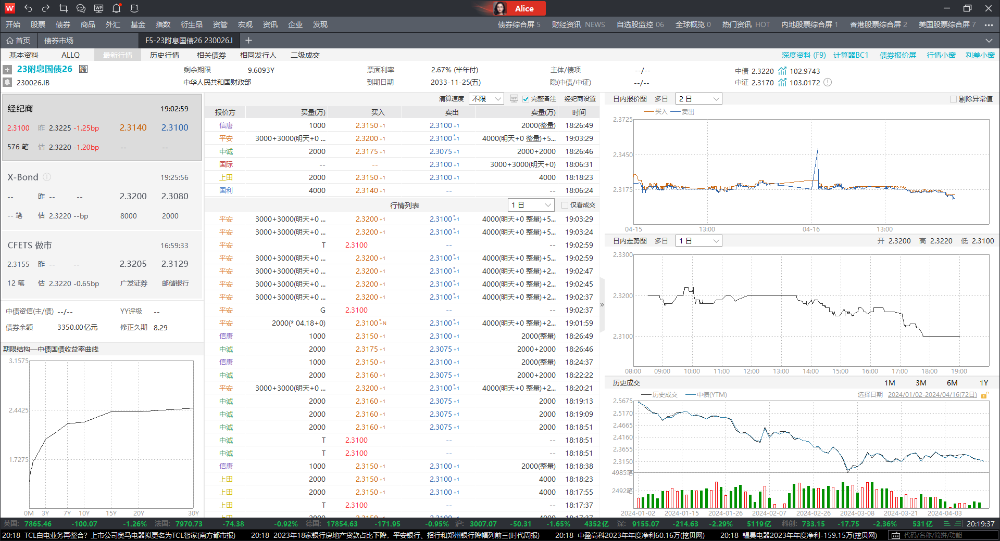 W F1 Alice
开始 股票 债券 商品 外汇 基金 指数 衍生品 资管 宏观 资讯 企业 发现 债券综合屏 5 财经资讯 NEWS 自选股监控 06 全球概览 0 热门资讯 HOT 内地股票综合屏 1 香港股票综合屏 2 美国股票综合屏 7
首页 债券市场 F5-23附息国债26 230026.I
基本资料 ALLQ 最新行情 历史行情 相关债券 相同发行人 二级成交 深度资料 (F9) 计算器BC1 债券报价屏 行情小窗 利差小窗
23附息国债26 跨 剩余期限 9.6093Y 票面利率 2.67% (半年付) 主体/债项 --/-- 中债 2.3220 102.9743
230026.IB 中华人民共和国财政部 到期日期 2033-11-25(五) 隐(中债/中证) --/-- 中证 2.3170 103.0172
经纪商 19:02:59
2.3100 昨 2.3225 -1.25bp 2.3140 2.3100
576 笔 估 2.3220 -1.20bp -- --
X-Bond 19:25:56
-- 昨 -- -- 2.3200 2.3080
-- 笔 估 2.3220 --bp 8000 2000
CFETS 做市 16:59:33
2.3155 昨 -- -- 2.3205 2.3129
12 笔 估 2.3220 -0.65bp 广发证券 邮储银行
中债资信(主/债) --/-- YY评级 --
债券余额 3350.00亿元 修正久期 8.29
期限结构—中债国债收益率曲线
3.1575
2.4425
1.7275
0M 3Y 7Y 10Y 15Y 20Y 30Y
清算速度 不限 WP 完整备注 经纪商设置
报价方 买量(万) 买入 卖出 卖量(万) 时间
信唐 1000 2.3150 +1 2.3100 +1 2000(整量) 18:26:49
平安 3000+3000(明天+0 ... 2.3200 +1 2.3100 *+1 4000(明天+0 整量)+5... 19:03:29
中诚 2000 2.3175 +1 2.3075 +1 2000+2000 18:26:46
国际 -- -- 2.3100 +1 3000+3000(明天+0) 18:06:31
上田 2000 2.3150 +1 2.3100 +1 4000 18:18:23
国利 4000 2.3140 +1 -- -- 18:06:24
行情列表 1 日 仅看成交
平安 3000+3000(明天+0 ... 2.3200 +1 2.3100 *+1 4000(明天+0 整量)+5... 19:03:29
平安 3000+3000(明天+0 ... 2.3200 +1 2.3100 *+1 4000(明天+0 整量)+5... 19:03:24
平安 T 2.3100 -- -- 19:02:59
平安 3000+3000(明天+0 ... 2.3200 +1 2.3100 *+1 4000(明天+0 整量)+5... 19:02:59
平安 3000+3000(明天+0 ... 2.3200 +1 2.3100 *+1 4000(明天+0 整量)+2... 19:02:47
平安 3000+3000(明天+0 ... 2.3200 +1 2.3100 *+1 4000(明天+0 整量)+2... 19:02:45
平安 3000+3000(明天+0 ... 2.3200 +1 2.3100 *+1 4000(明天+0 整量)+2... 19:02:37
平安 G 2.3100 -- -- 19:02:37
平安 2000(* 04.18+0) 2.3100 *+N 2.3100 *+1 4000(明天+0 整量)+2... 19:01:59
信唐 1000 2.3150 +1 2.3100 +1 2000(整量) 18:26:49
中诚 2000 2.3175 +1 2.3075 +1 2000+2000 18:26:46
信唐 1000 2.3150 +1 2.3100 +1 2000(整量) 18:24:37
中诚 2000 2.3160 +1 2.3075 +1 2000+2000 18:22:22
平安 3000+3000(明天+0 ... 2.3200 +1 2.3100 *+1 4000(明天+0 整量)+2... 18:20:21
中诚 2000 2.3160 +1 2.3075 +1 2000 18:19:13
中诚 2000 2.3160 +1 2.3075 +1 2000 18:19:09
中诚 2000 2.3160 +1 2.3075 +1 2000 18:18:51
中诚 T 2.3100 -- -- 18:18:51
中诚 T 2.3100 -- -- 18:18:51
信唐 1000 2.3150 +1 2.3100 +1 2000(整量) 18:18:38
上田 2000 2.3150 +1 2.3100 +1 4000 18:18:23
上田 2000 2.3150 +1 2.3100 +1 4000 18:17:55
上田 T 2.3100 -- -- 18:17:37
日内报价图 多日 2 日 剔除异常值
买入 卖出
2.3725
2.3450
2.3175
04-15 13:00 04-16 13:00
日内走势图 多日 1 日 开 2.3200 高 2.3220 低 2.3100
2.3300
2.3200
2.3100
08:00 09:00 10:00 11:00 12:00 13:00 14:00 15:00 16:00 17:00 18:00 19:00
历史成交 1M 3M 6M 1Y
历史成交 中债(YTM) 选择日期 2024/01/02-2024/04/16(72日)
2.5675
2.5170
2.4665
2.4160
2.3655
2.3150
4985笔
2492笔
2024-01-02 2024-01-15 2024-01-26 2024-02-07 2024-02-26 2024-03-08 2024-03-21 2024-04-03
英国: 7865.46 -100.07 -1.26% 法国: 7970.73 -74.38 -0.92% 德国: 17854.63 -171.95 -0.95% 沪: 3007.07 -50.31 -1.65% 4352亿 深: 9155.07 -214.63 -2.29% 5119亿 科创: 733.15 -17.75 -2.36% 531亿 20:19:37
20:18 TCL白电业务再整合？上市公司奥马电器拟更名为TCL智家(南方都市报) 20:18 2023年18家银行房地产贷款占比下降，平安银行、招行和郑州银行降幅列前三(时代周报) 20:18 中盈高科2023年年度净利60.16万(挖贝网) 20:18 韫昊电器2023年年度净利-159.15万(挖贝网) 代码/名称/简拼/功能